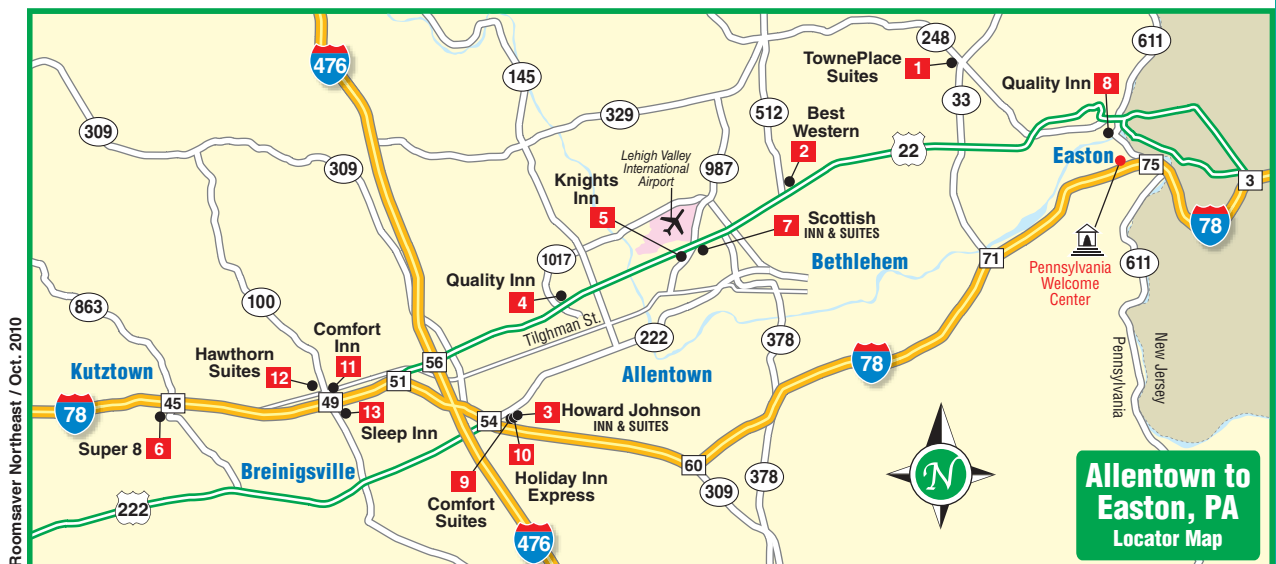 Roomsaver Northeast / Oct. 2010
476
145
248
611
TownePlace
Suites
1
Quality Inn
8
33
309
329
512
Best
Western
2
22
Easton
75
3
309
Lehigh Valley
International
Airport
987
Knights
Inn
5
7
Scottish
INN & SUITES
78
1017
Bethlehem
71
Pennsylvania
Welcome
Center
611
Quality Inn
4
863
100
Tilghman St.
222
378
New Jersey
Pennsylvania
Comfort
Inn
11
Hawthorn
Suites
12
56
51
Kutztown
Allentown
78
78
45
49
13
Sleep Inn
54
3
Howard Johnson
INN & SUITES
Super 8
6
10
Holiday Inn
Express
60
Breinigsville
9
Comfort
Suites
309
378
N
222
476
Allentown to
Easton, PA
Locator Map